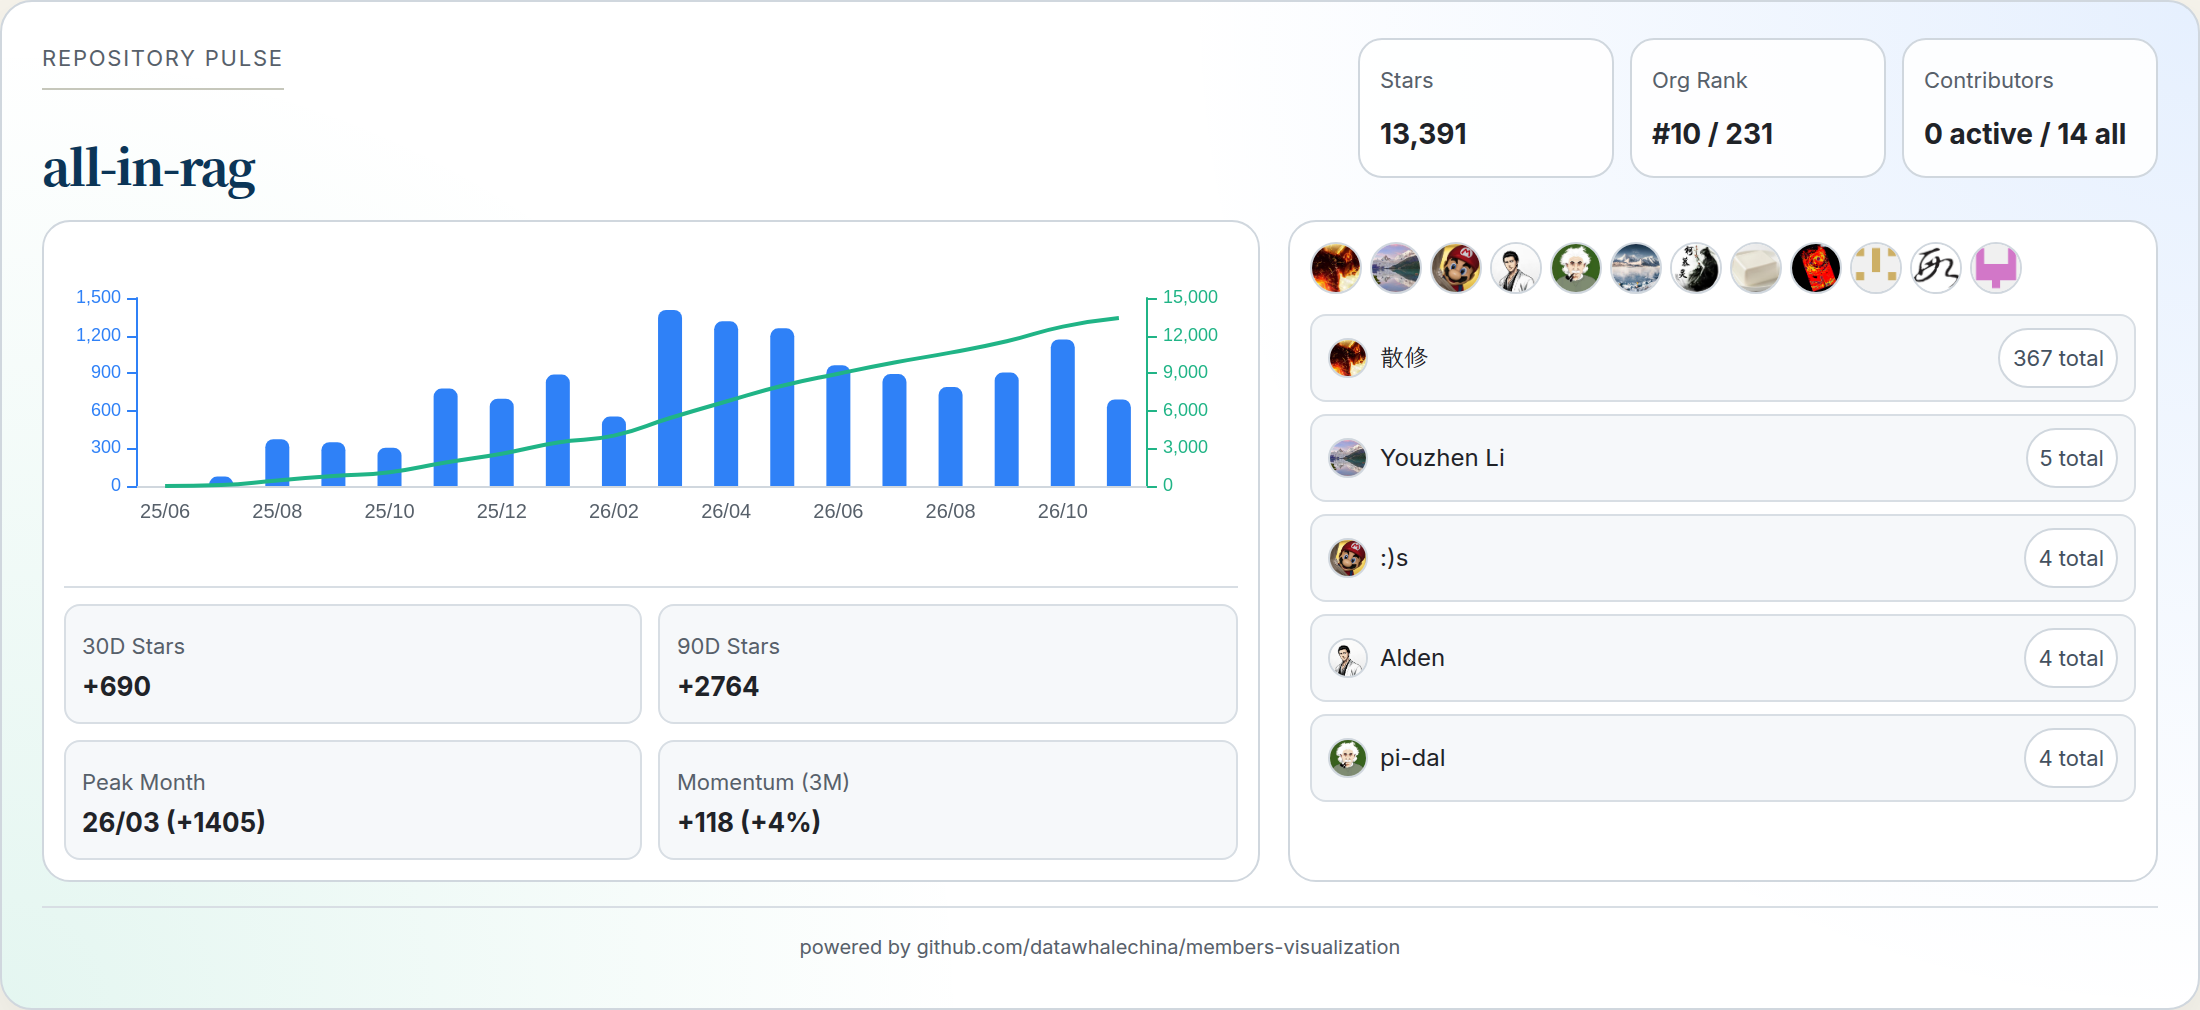 REPOSITORY PULSE
all-in-rag
Stars
13,391
Org Rank
#10 / 231
Contributors
0 active / 14 all
1,500
1,200
900
600
300
0
15,000
12,000
9,000
6,000
3,000
0
25/06 25/08 25/10 25/12 26/02 26/04 26/06 26/08 26/10
30D Stars
+690
90D Stars
+2764
Peak Month
26/03 (+1405)
Momentum (3M)
+118 (+4%)
散修 367 total
Youzhen Li 5 total
:)s 4 total
Alden 4 total
pi-dal 4 total
powered by github.com/datawhalechina/members-visualization